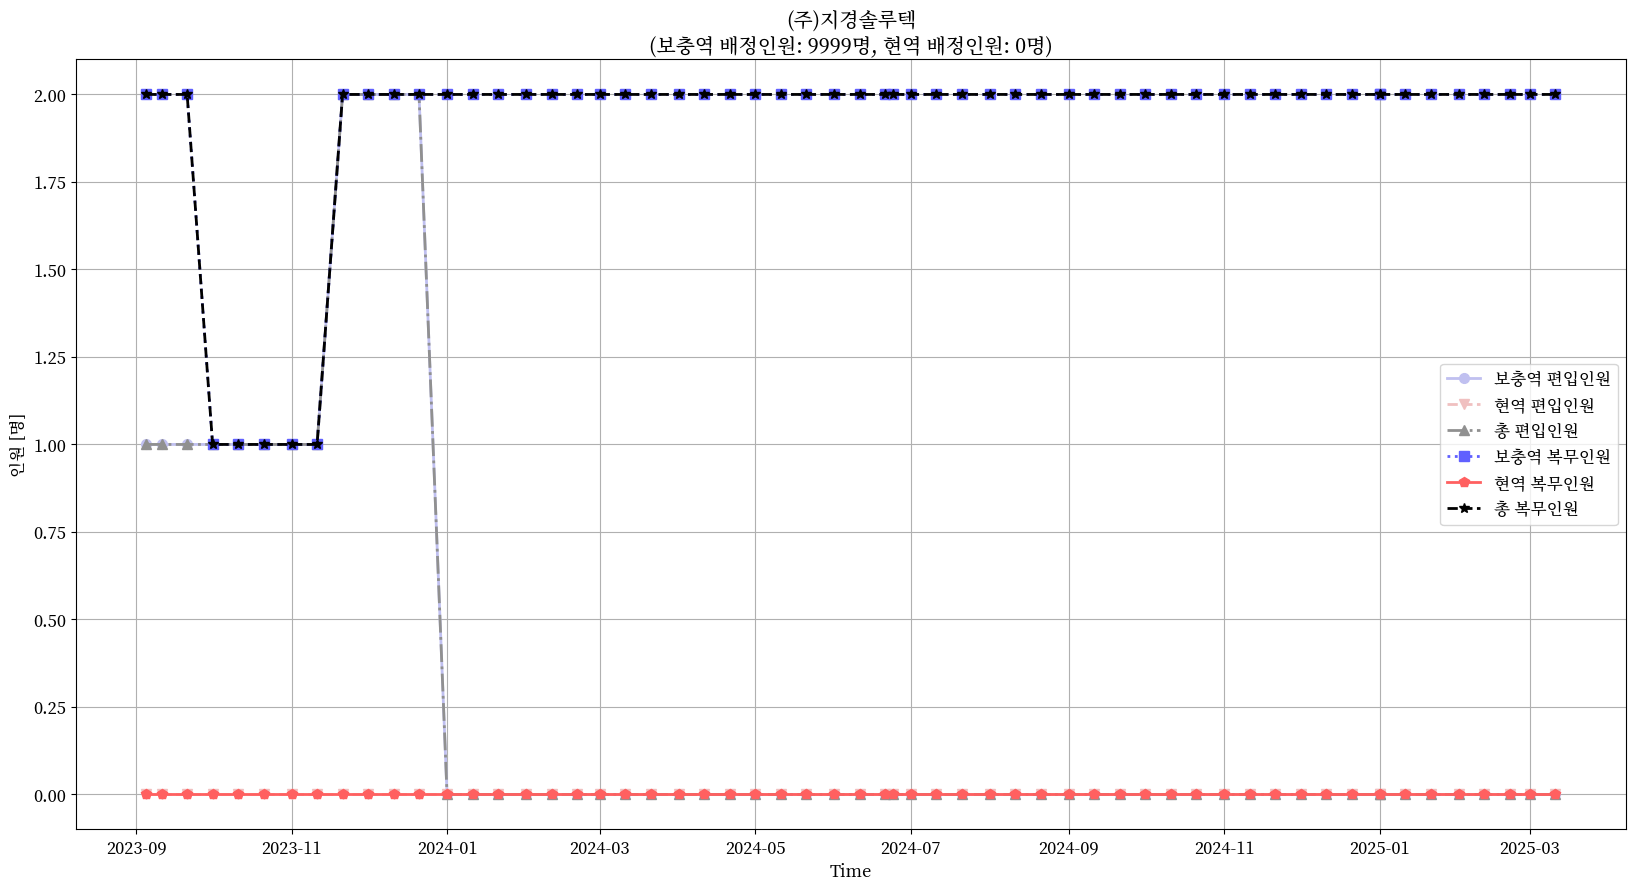 (주)지경솔루텍
(보충역 배정인원: 9999명, 현역 배정인원: 0명)
인원 [명]
2.00
1.75
1.50
1.25
1.00
0.75
0.50
0.25
0.00
보충역 편입인원
현역 편입인원
총 편입인원
보충역 복무인원
현역 복무인원
총 복무인원
2023-09 2023-11 2024-01 2024-03 2024-05 2024-07 2024-09 2024-11 2025-01 2025-03
Time